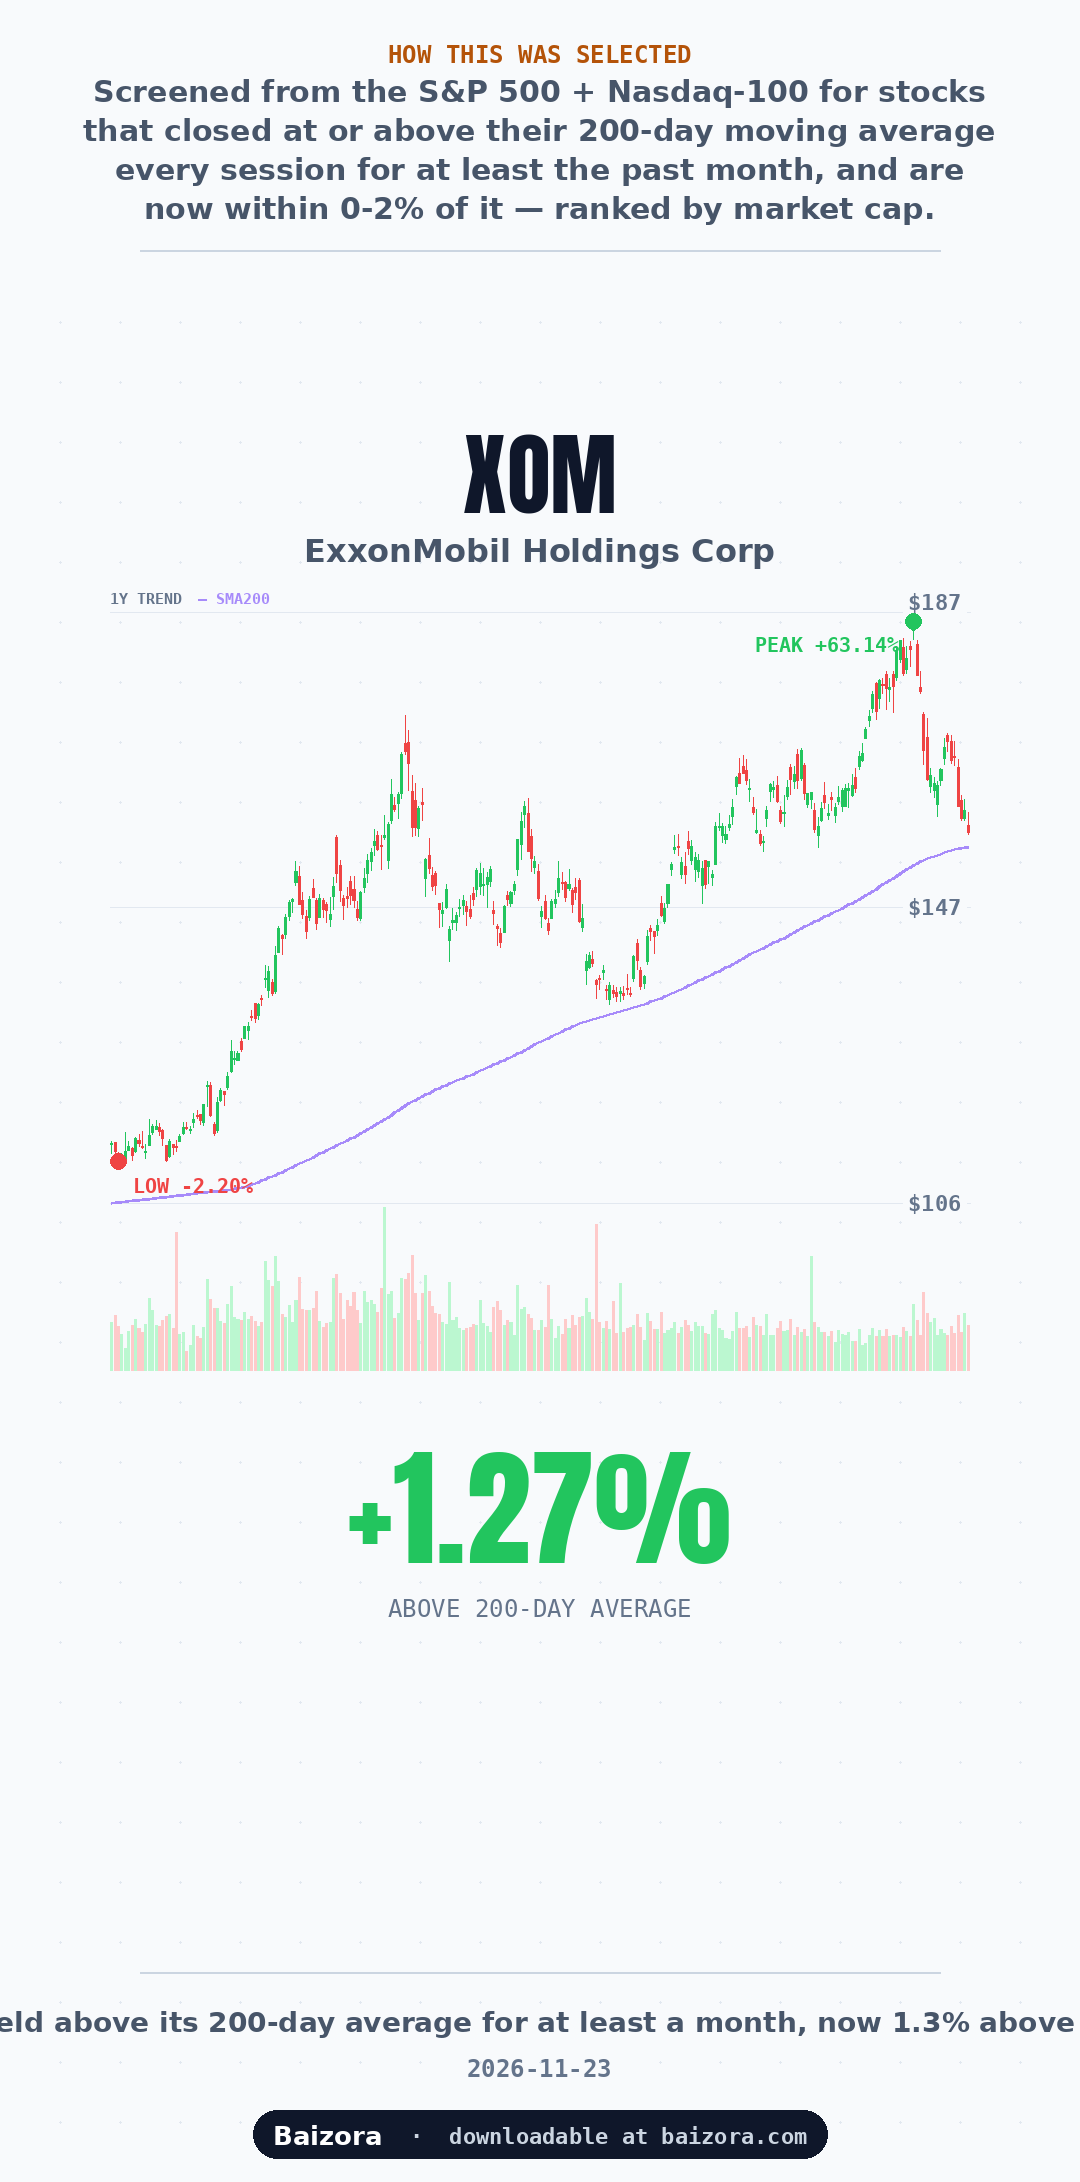 HOW THIS WAS SELECTED
Screened from the S&P 500 + Nasdaq-100 for stocks
that closed at or above their 200-day moving average
every session for at least the past month, and are
now within 0-2% of it — ranked by market cap.
XOM
ExxonMobil Holdings Corp
1Y TREND — SMA200
$187
PEAK +63.14%
$147
LOW -2.20%
$106
+1.27%
ABOVE 200-DAY AVERAGE
above its 200-day average for at least a month, now 1.3% above
2026-11-23
Baizora · downloadable at baizora.com